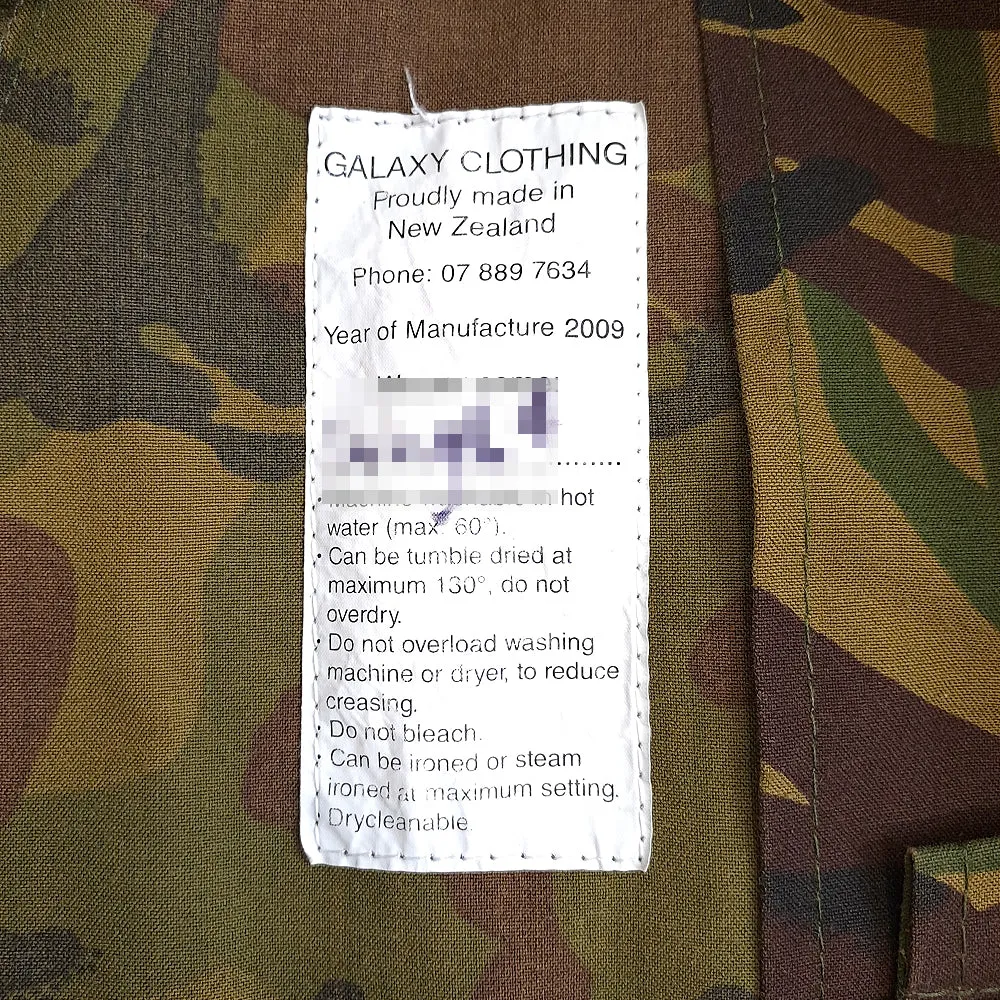 GALAXY CLOTHING
Proudly made in
New Zealand
Phone: 07 889 7634
Year of Manufacture 2009
hot
water (max. 60°).
· Can be tumble dried at
maximum 130°, do not
overdry.
· Do not overload washing
machine or dryer, to reduce
creasing.
· Do not bleach.
· Can be ironed or steam
ironed at maximum setting.
· Drycleanable.